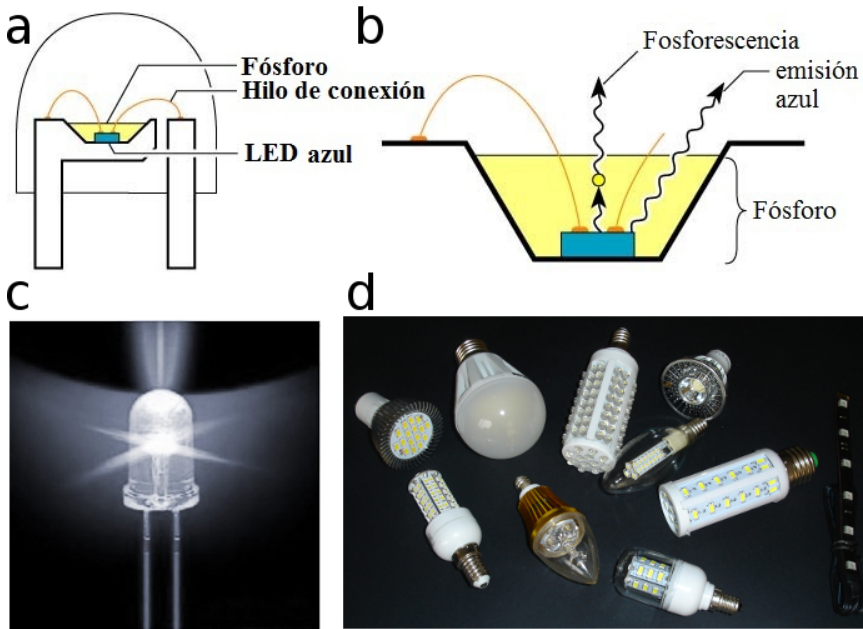 a
Fósforo
Hilo de conexión
LED azul
b
Fosforescencia
emisión
azul
Fósforo
c
d